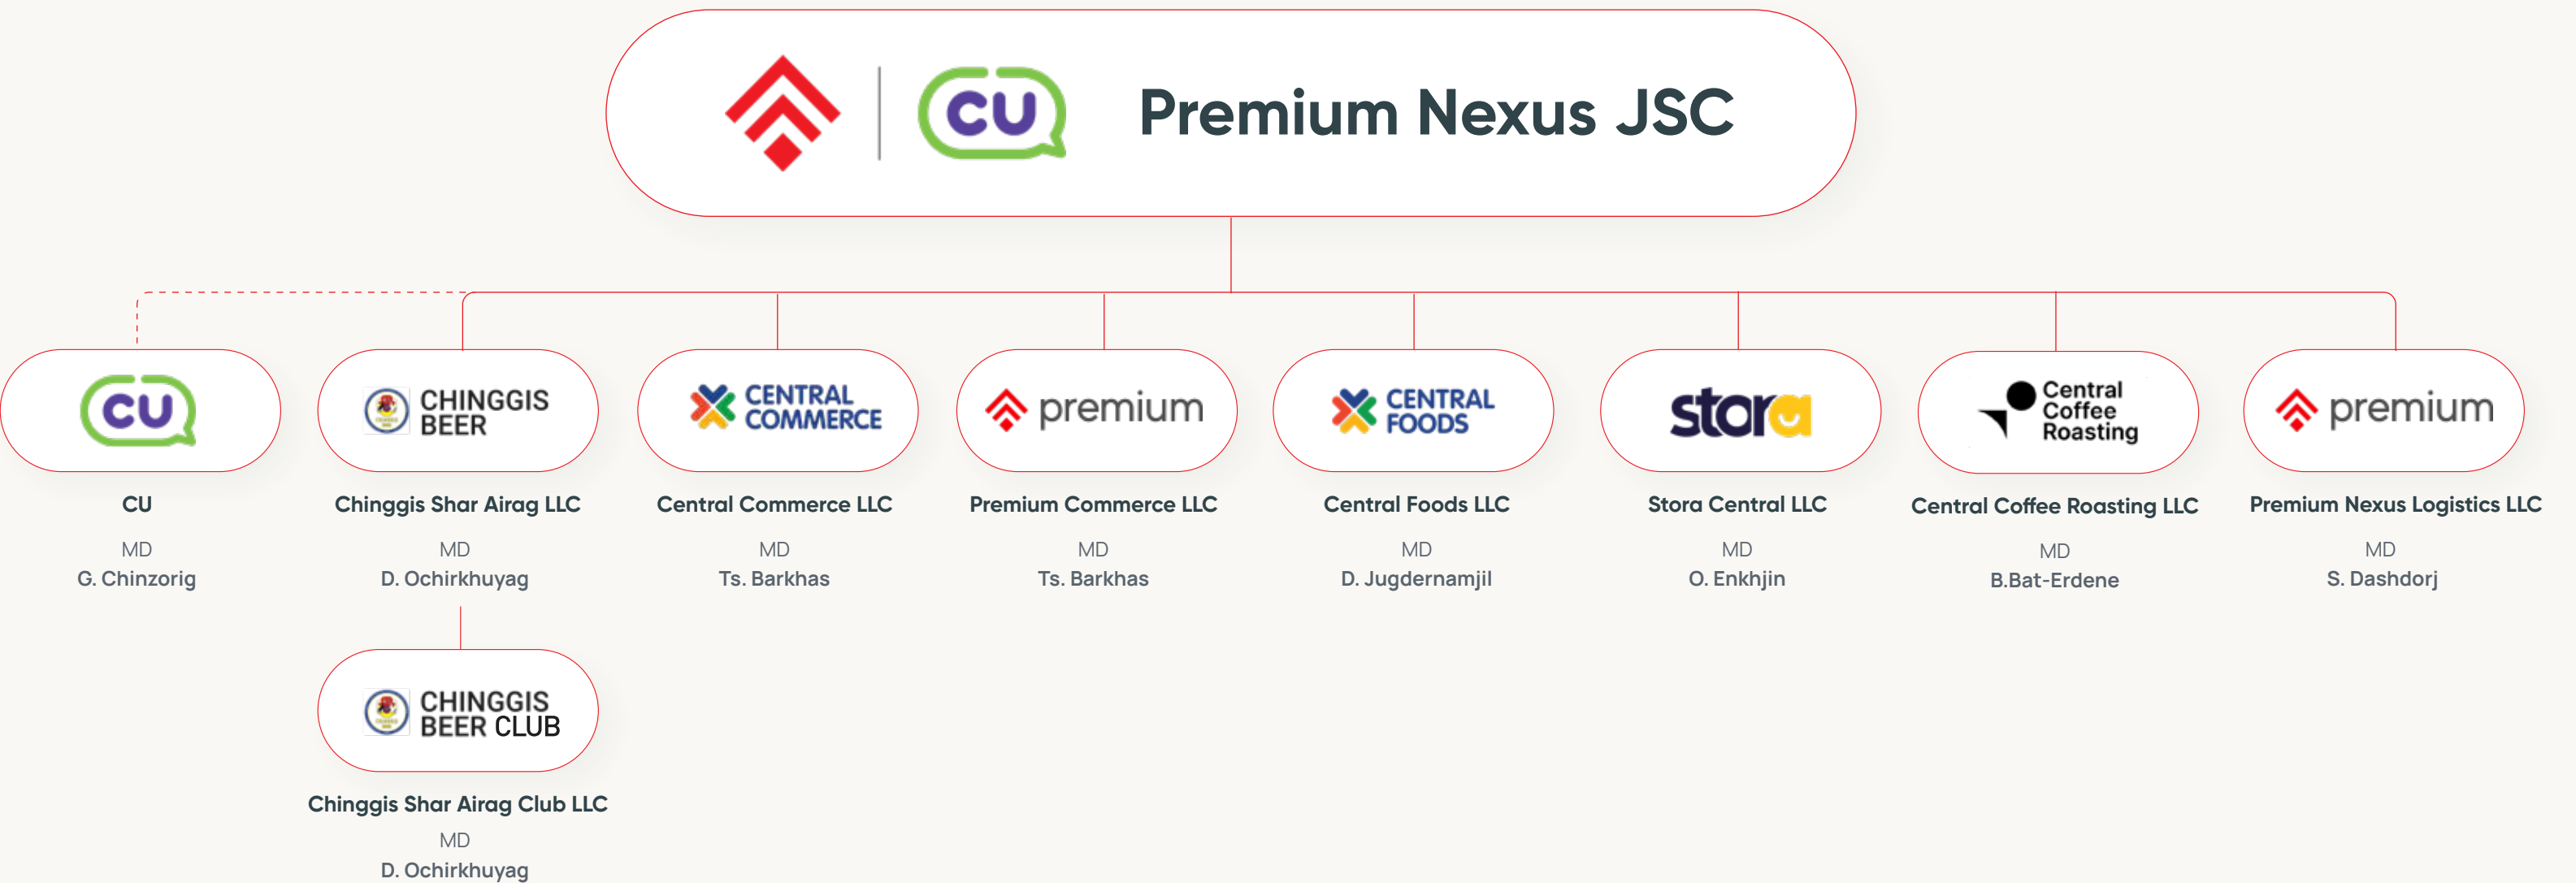 CU Premium Nexus JSC
CU
CHINGGIS
BEER
CENTRAL
COMMERCE
premium
CENTRAL
FOODS
stora
Central
Coffee
Roasting
premium
CU
MD
G. Chinzorig
Chinggis Shar Airag LLC
MD
D. Ochirkhuyag
Central Commerce LLC
MD
Ts. Barkhas
Premium Commerce LLC
MD
Ts. Barkhas
Central Foods LLC
MD
D. Jugdernamjil
Stora Central LLC
MD
O. Enkhjin
Central Coffee Roasting LLC
MD
B.Bat-Erdene
Premium Nexus Logistics LLC
MD
S. Dashdorj
CHINGGIS
BEER CLUB
Chinggis Shar Airag Club LLC
MD
D. Ochirkhuyag